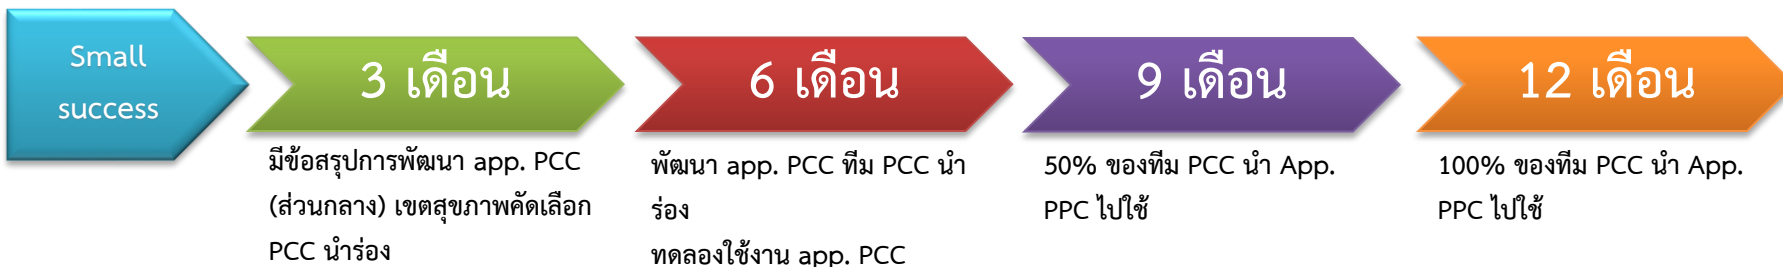 Small
success
3 เดือน
6 เดือน
9 เดือน
12 เดือน
มีข้อสรุปการพัฒนา app. PCC
(ส่วนกลาง) เขตสุขภาพคัดเลือก
PCC นำร่อง
พัฒนา app. PCC ทีม PCC นำ
ร่อง
ทดลองใช้งาน app. PCC
50% ของทีม PCC นำ App.
PPC ไปใช้
100% ของทีม PCC นำ App.
PPC ไปใช้